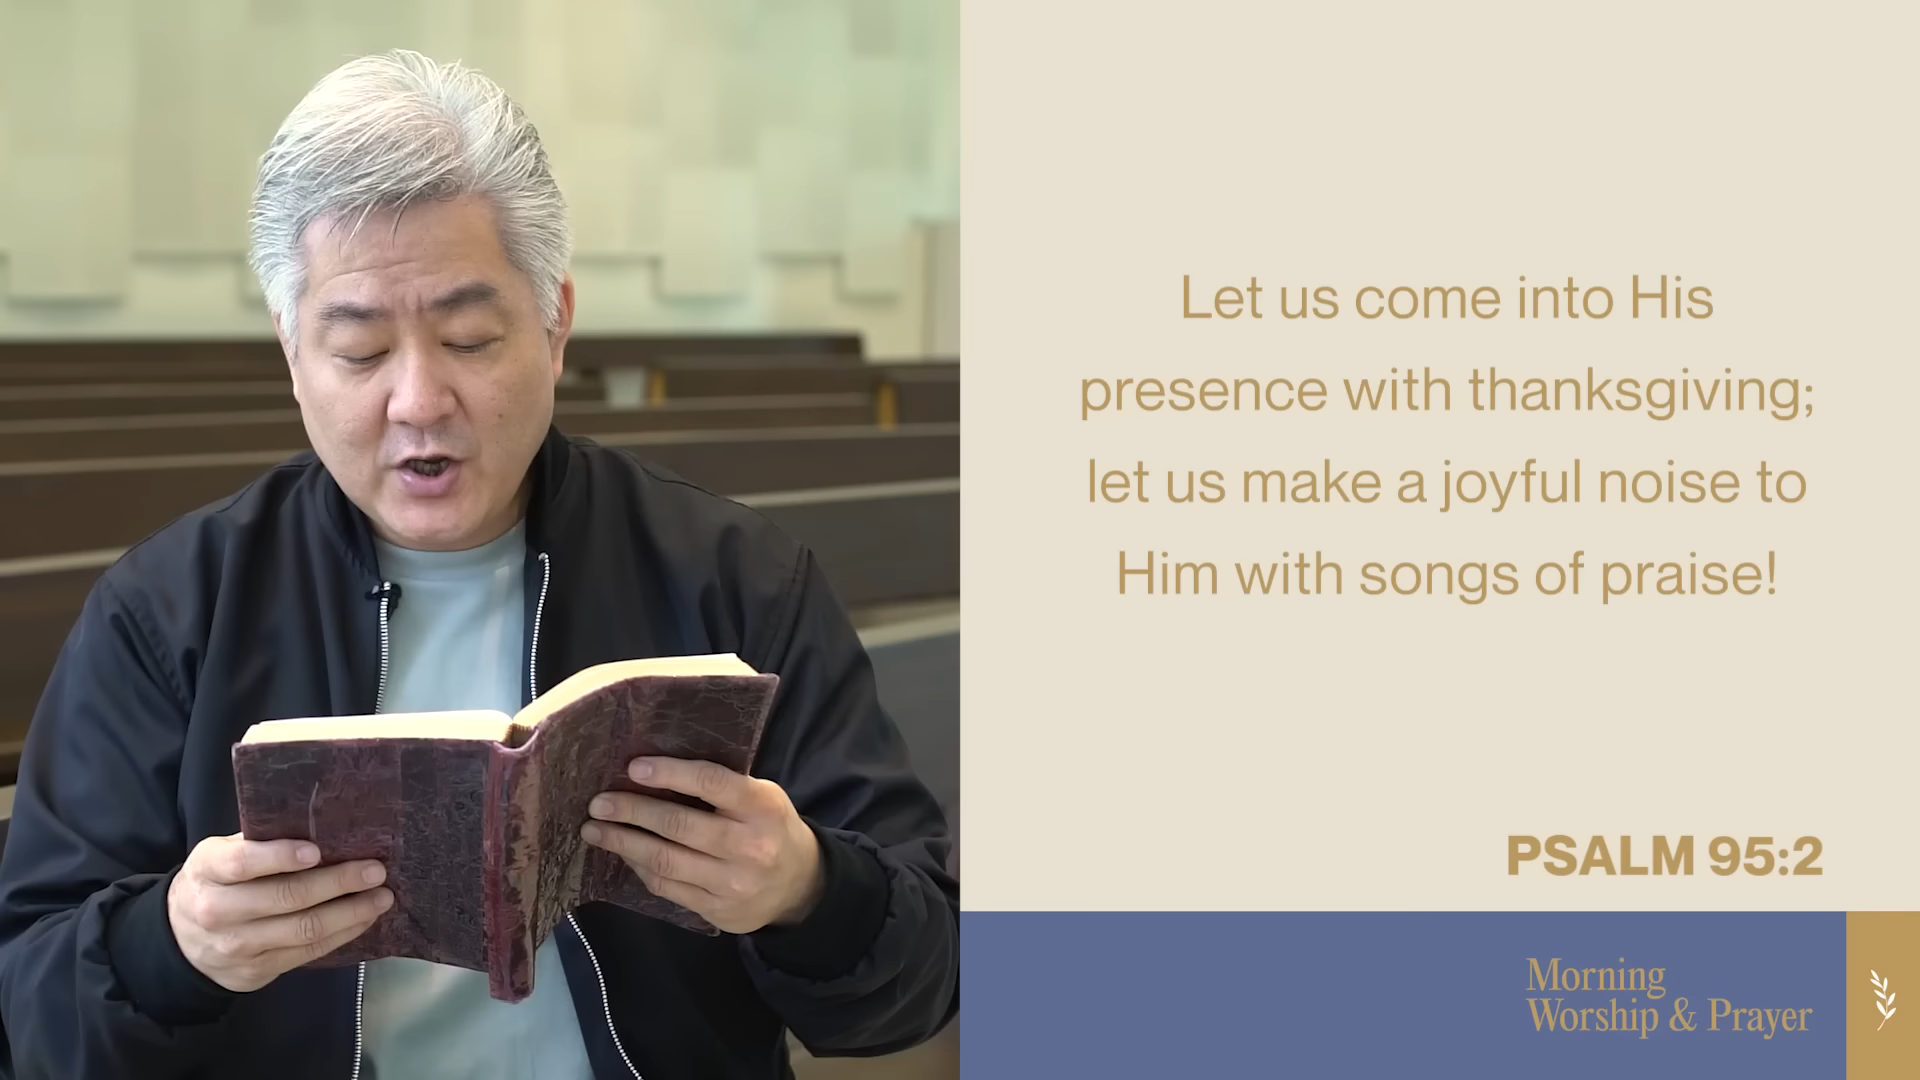 Let us come into His
presence with thanksgiving;
let us make a joyful noise to
Him with songs of praise!
PSALM 95:2
Morning
Worship & Prayer